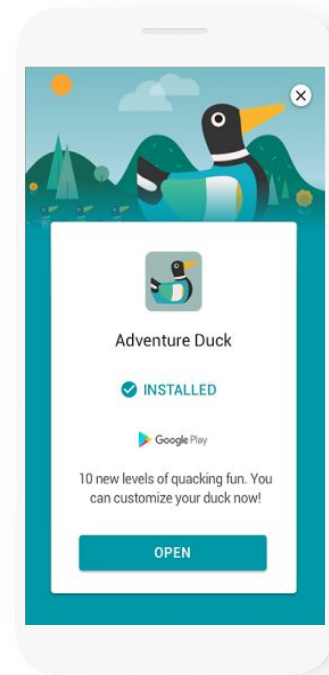 Adventure Duck
INSTALLED
Google Play
10 new levels of quacking fun. You
can customize your duck now!
OPEN